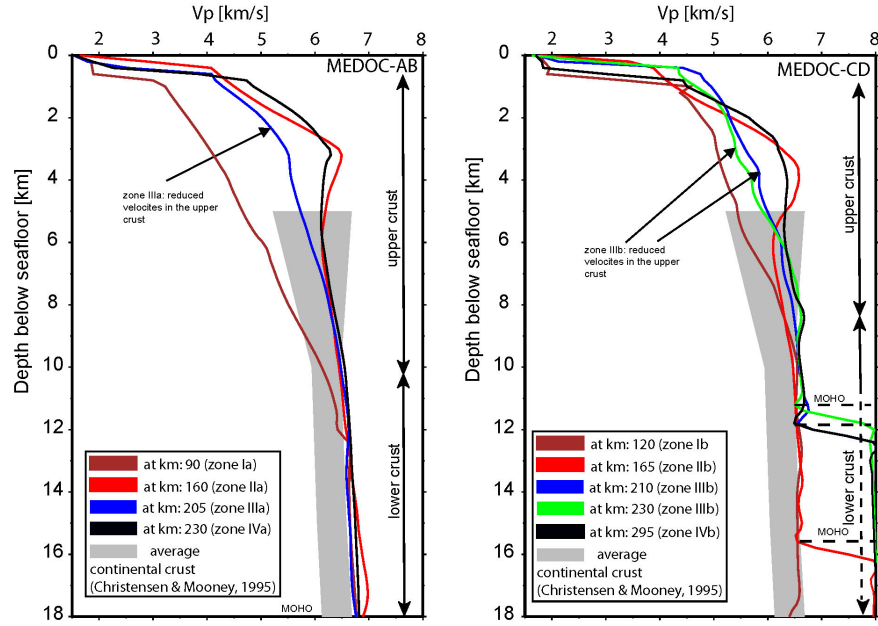 Vp [km/s]
2 3 4 5 6 7 8
MEDOC-AB
Depth below seafloor [km]
0
2
4
6
8
10
12
14
16
18
zone IIIa: reduced
velocites in the upper
crust
upper crust
lower crust
at km: 90 (zone Ia)
at km: 160 (zone IIa)
at km: 205 (zone IIIa)
at km: 230 (zone IVa)
average
continental crust
(Christensen & Mooney, 1995)
MOHO
Vp [km/s]
2 3 4 5 6 7 8
MEDOC-CD
Depth below seafloor [km]
0
2
4
6
8
10
12
14
16
18
zone IIIb: reduced
velocites in the upper
crust
upper crust
MOHO
lower crust
MOHO
at km: 120 (zone Ib
at km: 165 (zone IIb)
at km: 210 (zone IIIb)
at km: 230 (zone IIIb)
at km: 295 (zone IVb)
average
continental crust
(Christensen & Mooney, 1995)